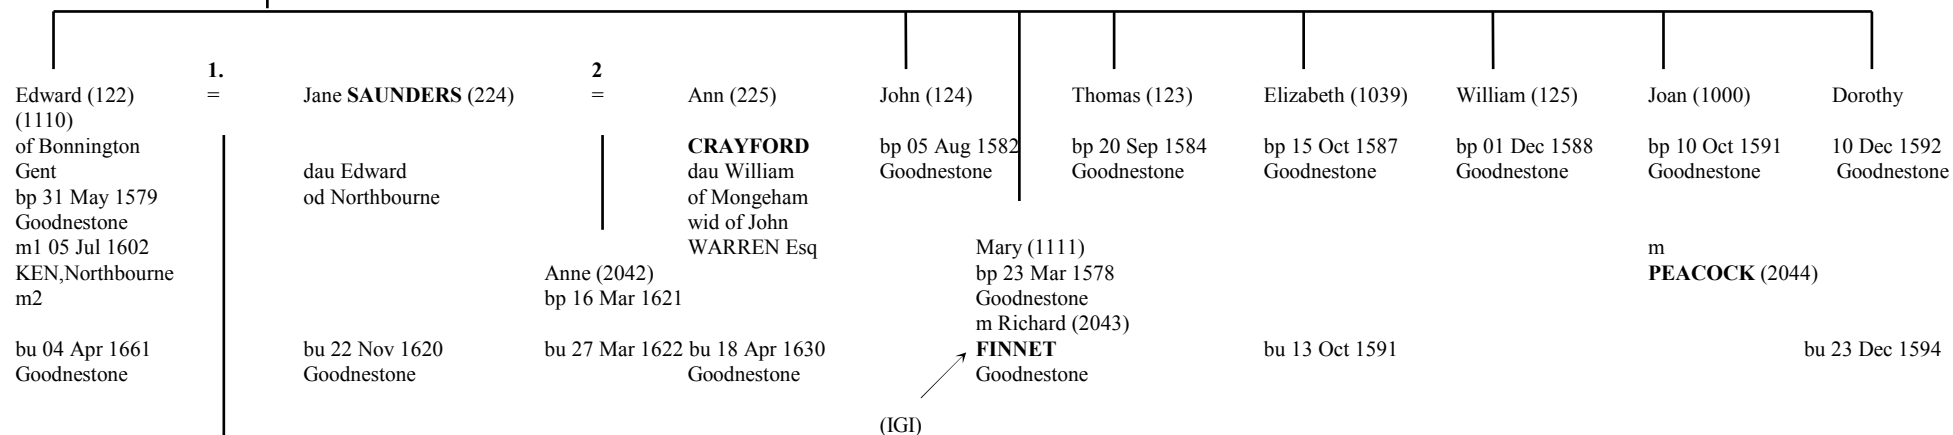 1. 2
Edward (122) = Jane SAUNDERS (224) = Ann (225) John (124) Thomas (123) Elizabeth (1039) William (125) Joan (1000) Dorothy
(1110)
of Bonnington CRAYFORD bp 05 Aug 1582 bp 20 Sep 1584 bp 15 Oct 1587 bp 01 Dec 1588 bp 10 Oct 1591 10 Dec 1592
Gent dau Edward dau William Goodnestone Goodnestone Goodnestone Goodnestone Goodnestone Goodnestone
bp 31 May 1579 od Northbourne of Mongeham
Goodnestone wid of John
m1 05 Jul 1602 WARREN Esq Mary (1111) m
KEN,Northbourne Anne (2042) bp 23 Mar 1578 PEACOCK (2044)
m2 bp 16 Mar 1621 Goodnestone
m Richard (2043)
bu 04 Apr 1661 bu 22 Nov 1620 bu 27 Mar 1622 bu 18 Apr 1630 FINNET bu 13 Oct 1591 bu 23 Dec 1594
Goodnestone Goodnestone Goodnestone Goodnestone
(IGI)